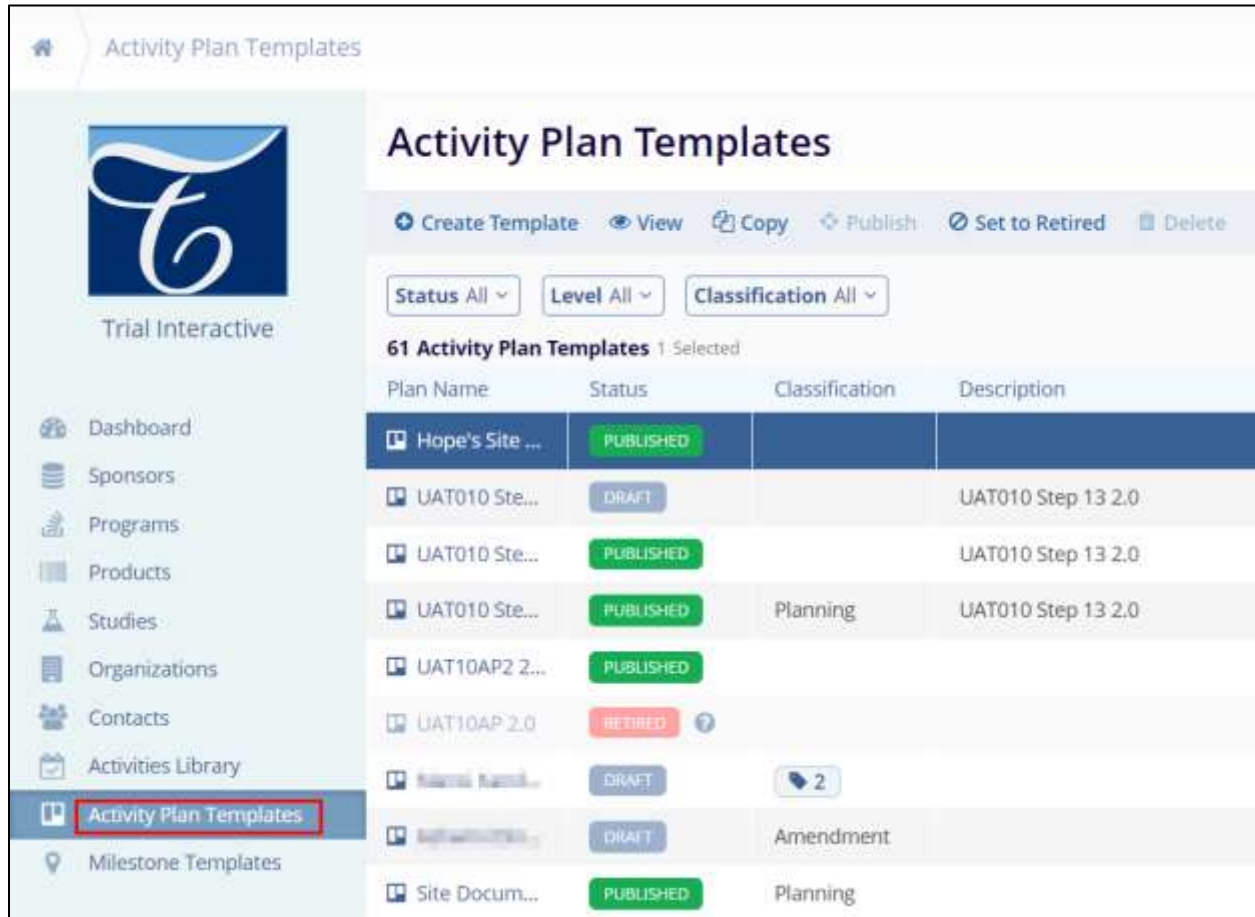 Activity Plan Templates
Trial Interactive
Dashboard
Sponsors
Programs
Products
Studies
Organizations
Contacts
Activities Library
Activity Plan Templates
Milestone Templates
Activity Plan Templates
Create Template View Copy Publish Set to Retired Delete
Status All Level All Classification All
61 Activity Plan Templates 1 Selected
Plan Name Status Classification Description
Hope's Site ... PUBLISHED
UAT010 Ste... DRAFT UAT010 Step 13 2.0
UAT010 Ste... PUBLISHED UAT010 Step 13 2.0
UAT010 Ste... PUBLISHED Planning UAT010 Step 13 2.0
UAT10AP2 2... PUBLISHED
UAT10AP 2.0 RETIRED ?
DRAFT 2
DRAFT Amendment
Site Docum... PUBLISHED Planning